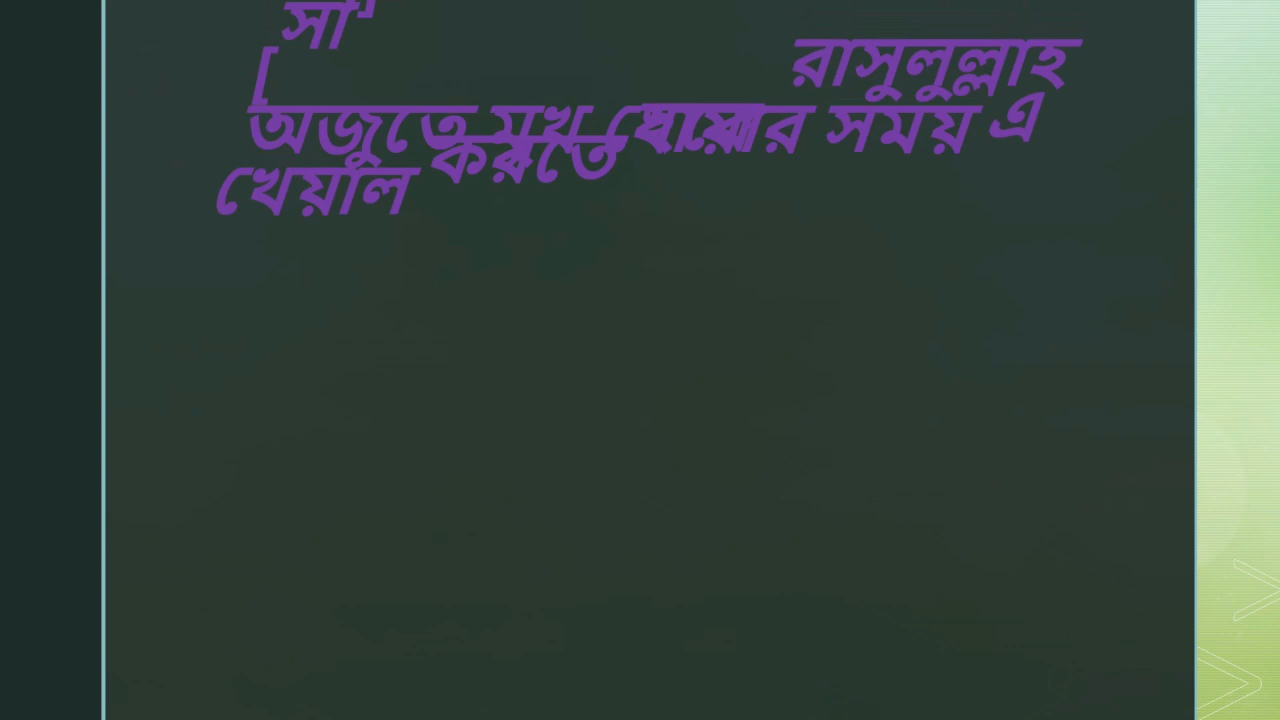 সা]
[ রাসুলুল্লাহ
অজুতে মুখ ধোয়ার সময় এ
খেয়াল করতে